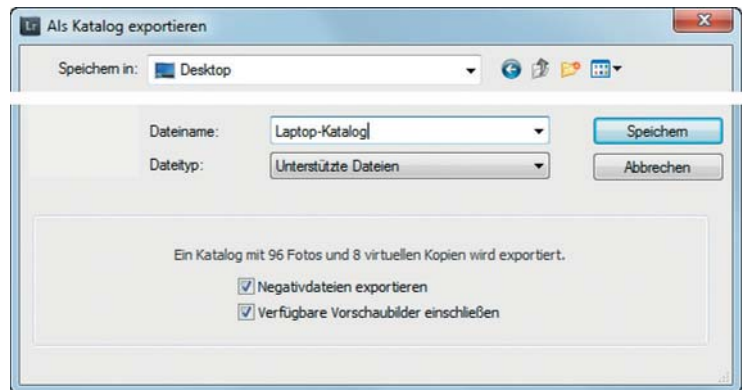 Lr Als Katalog exportieren
Speichern in: Desktop
Dateiname: Laptop-Katalog Speichern
Dateityp: Unterstützte Dateien Abbrechen
Ein Katalog mit 96 Fotos und 8 virtuellen Kopien wird exportiert.
Negativdateien exportieren
Verfügbare Vorschaubilder einschließen